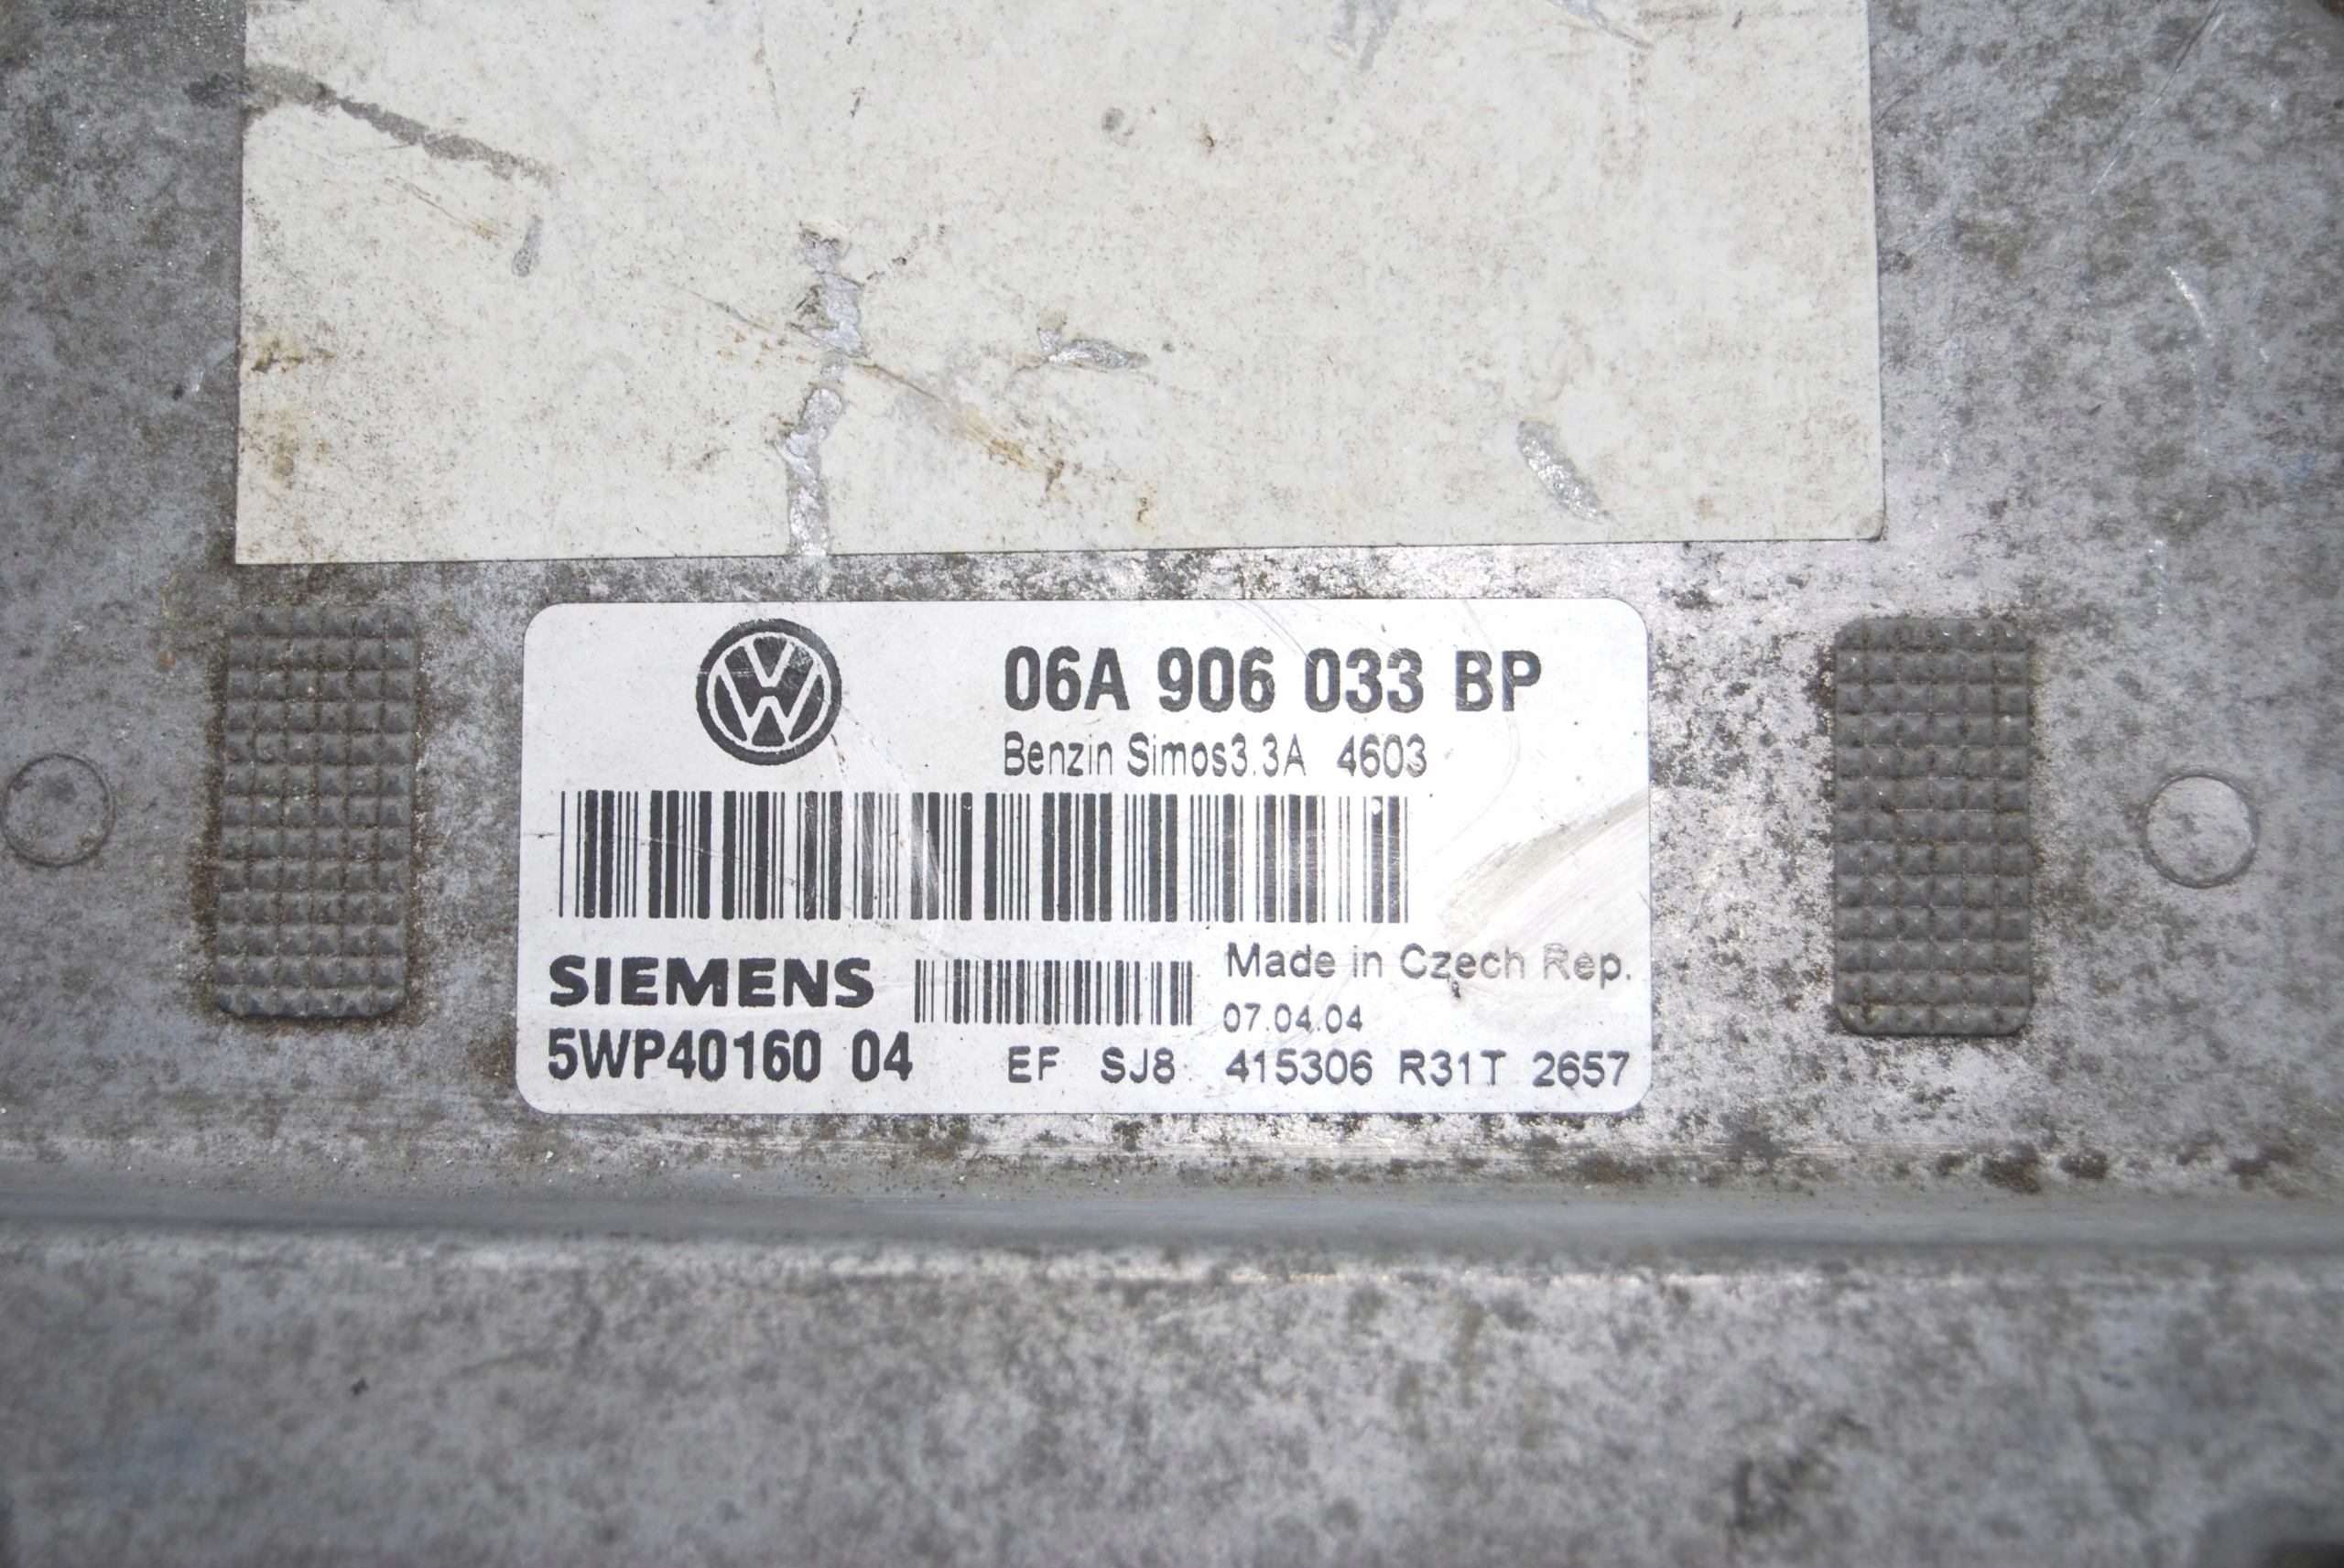 06A 906 033 BP
Benzin Simos3.3A 4603
SIEMENS
Made in Czech Rep.
07.04.04
5WP40160 04 EF SJ8 415306 R31T 2657